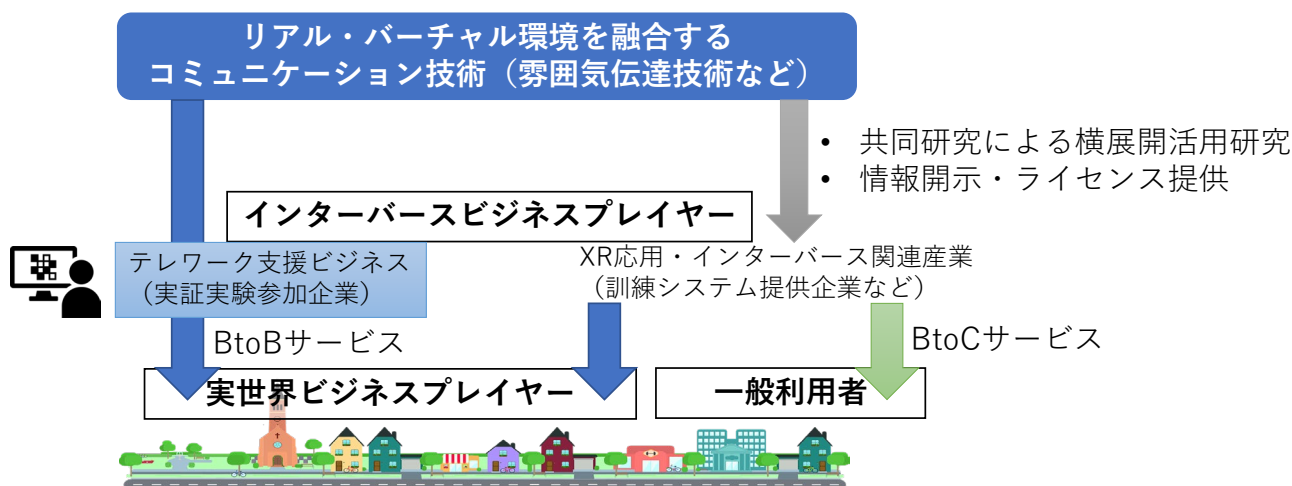 リアル・バーチャル環境を融合する
コミュニケーション技術（雰囲気伝達技術など）
• 共同研究による横展開活用研究
• 情報開示・ライセンス提供
インターバースビジネスプレイヤー
テレワーク支援ビジネス
（実証実験参加企業）
XR応用・インターバース関連産業
（訓練システム提供企業など）
BtoBサービス
BtoCサービス
実世界ビジネスプレイヤー
一般利用者